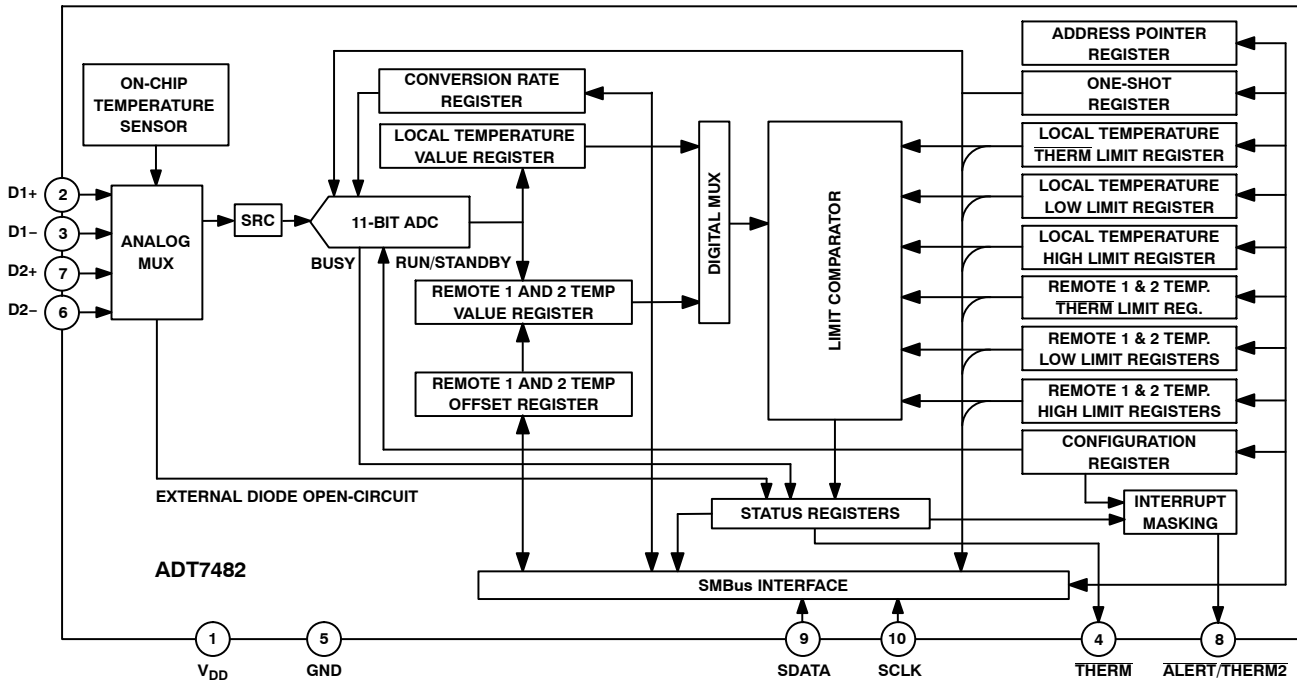 ADDRESS POINTER
REGISTER
ON-CHIP
TEMPERATURE
SENSOR
CONVERSION RATE
REGISTER
ONE-SHOT
REGISTER
LOCAL TEMPERATURE
VALUE REGISTER
LOCAL TEMPERATURE
THERM LIMIT REGISTER
D1+
2
D1–
3
D2+
7
D2–
6
ANALOG
MUX
SRC
11-BIT ADC
BUSY
RUN/STANDBY
DIGITAL MUX
LIMIT COMPARATOR
LOCAL TEMPERATURE
LOW LIMIT REGISTER
LOCAL TEMPERATURE
HIGH LIMIT REGISTER
REMOTE 1 AND 2 TEMP
VALUE REGISTER
REMOTE 1 & 2 TEMP.
THERM LIMIT REG.
REMOTE 1 & 2 TEMP.
LOW LIMIT REGISTERS
REMOTE 1 AND 2 TEMP
OFFSET REGISTER
REMOTE 1 & 2 TEMP.
HIGH LIMIT REGISTERS
CONFIGURATION
REGISTER
EXTERNAL DIODE OPEN-CIRCUIT
STATUS REGISTERS
INTERRUPT
MASKING
ADT7482
SMBus INTERFACE
1
5
9
10
4
8
VDD
GND
SDATA
SCLK
THERM
ALERT/THERM2